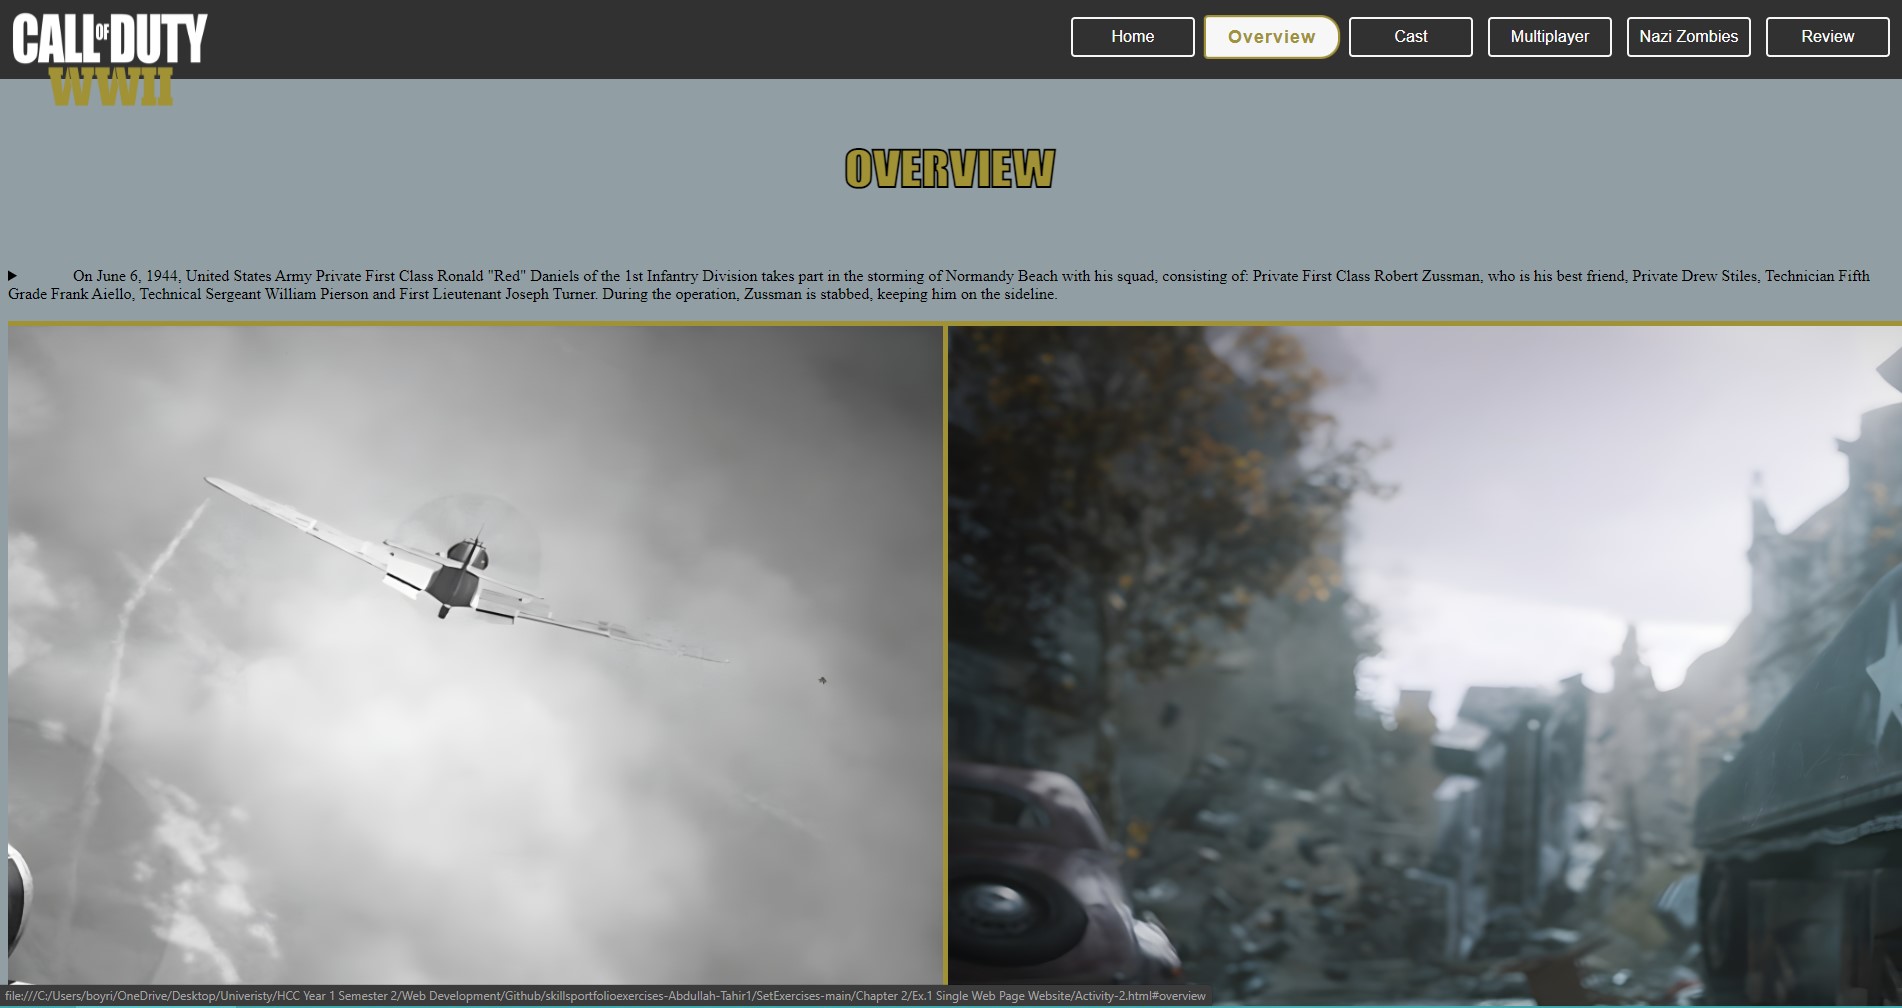 CALL OF DUTY
WWII
Home
Overview
Cast
Multiplayer
Nazi Zombies
Review
OVERVIEW
On June 6, 1944, United States Army Private First Class Ronald "Red" Daniels of the 1st Infantry Division takes part in the storming of Normandy Beach with his squad, consisting of: Private First Class Robert Zussman, who is his best friend, Private Drew Stiles, Technician Fifth
Grade Frank Aiello, Technical Sergeant William Pierson and First Lieutenant Joseph Turner. During the operation, Zussman is stabbed, keeping him on the sideline.
file:///C:/Users/boyri/OneDrive/Desktop/Univeristy/HCC Year 1 Semester 2/Web Development/Github/skillsportfolioexercises-Abdullah-Tahir1/SetExercises-main/Chapter 2/Ex.1 Single Web Page Website/Activity-2.html#overview